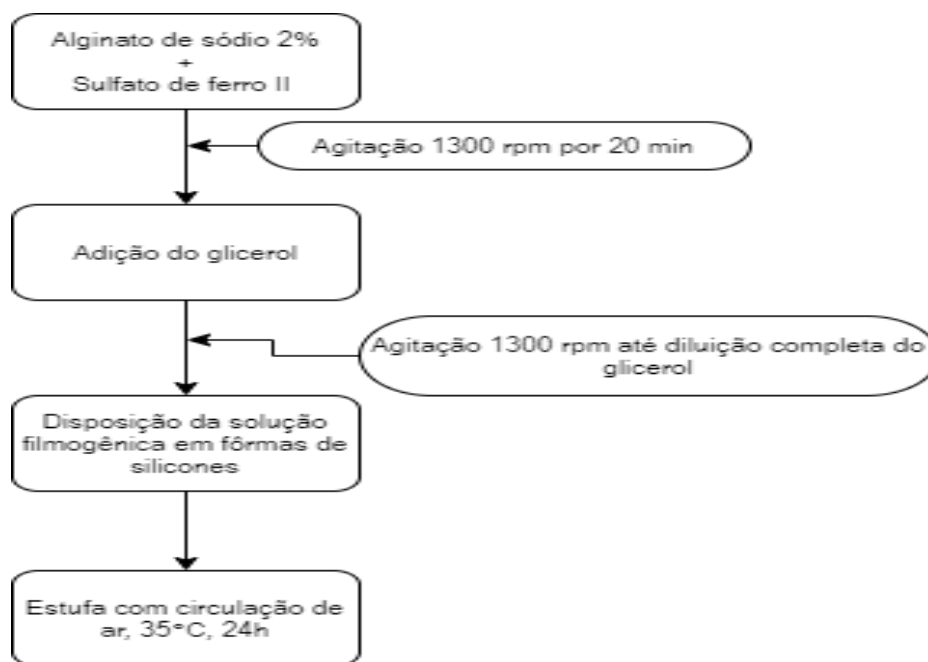 Alginato de sódio 2%
+
Sulfato de ferro II
Agitação 1300 rpm por 20 min
Adição do glicerol
Agitação 1300 rpm até diluição completa do
glicerol
Disposição da solução
filmogênica em fôrmas de
silicones
Estufa com circulação de
ar, 35°C, 24h